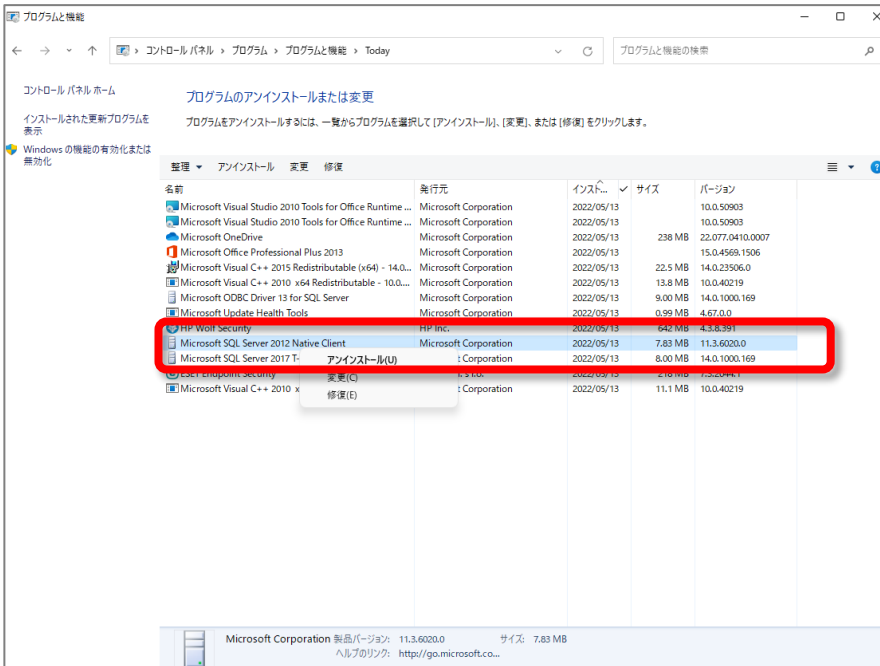 プログラムと機能
コントロール パネル › プログラム › プログラムと機能 › Today
プログラムと機能の検索
コントロール パネル ホーム
インストールされた更新プログラムを
表示
Windows の機能の有効化または
無効化
プログラムのアンインストールまたは変更
プログラムをアンインストールするには、一覧からプログラムを選択して [アンインストール]、[変更]、または [修復] をクリックします。
整理 アンインストール 変更 修復
名前 発行元 インスト... サイズ バージョン
Microsoft Visual Studio 2010 Tools for Office Runtime ... Microsoft Corporation 2022/05/13 10.0.50903
Microsoft Visual Studio 2010 Tools for Office Runtime ... Microsoft Corporation 2022/05/13 10.0.50903
Microsoft OneDrive Microsoft Corporation 2022/05/13 238 MB 22.077.0410.0007
Microsoft Office Professional Plus 2013 Microsoft Corporation 2022/05/13 15.0.4569.1506
Microsoft Visual C++ 2015 Redistributable (x64) - 14.0... Microsoft Corporation 2022/05/13 22.5 MB 14.0.23506.0
Microsoft Visual C++ 2010 x64 Redistributable - 10.0.... Microsoft Corporation 2022/05/13 13.8 MB 10.0.40219
Microsoft ODBC Driver 13 for SQL Server Microsoft Corporation 2022/05/13 9.00 MB 14.0.1000.169
Microsoft Update Health Tools Microsoft Corporation 2022/05/13 0.99 MB 4.67.0.0
HP Wolf Security HP Inc. 2022/05/13 642 MB 4.3.8.391
Microsoft SQL Server 2012 Native Client Microsoft Corporation 2022/05/13 7.83 MB 11.3.6020.0
Microsoft SQL Server 2017 T- t Corporation 2022/05/13 8.00 MB 14.0.1000.169
ESET Endpoint Security 2022/05/13 218 MB
Microsoft Visual C++ 2010 x t Corporation 2022/05/13 11.1 MB 10.0.40219
アンインストール(U)
変更(C)
修復(E)
Microsoft Corporation 製品バージョン: 11.3.6020.0 サイズ: 7.83 MB
ヘルプのリンク: http://go.microsoft.co...